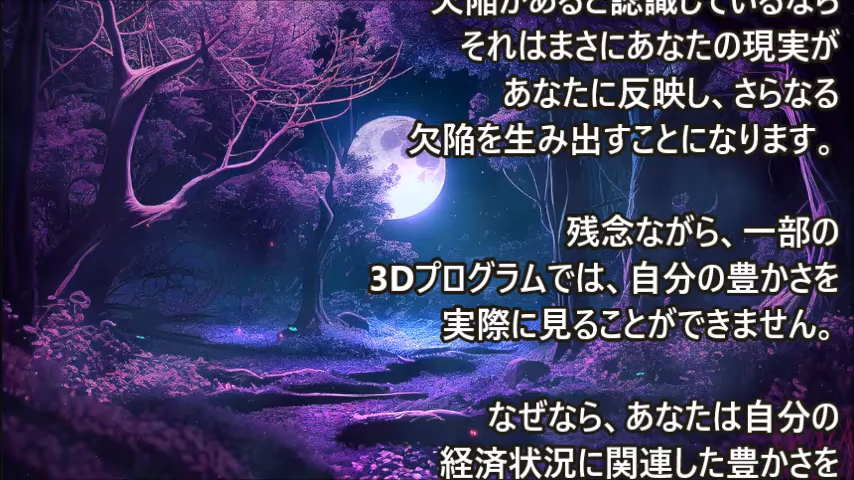 欠陥があると認識しているなら
それはまさにあなたの現実が
あなたに反映し、さらなる
欠陥を生み出すことになります。
残念ながら、一部の
3Dプログラムでは、自分の豊かさを
実際に見ることができません。
なぜなら、あなたは自分の
経済状況に関連した豊かさを